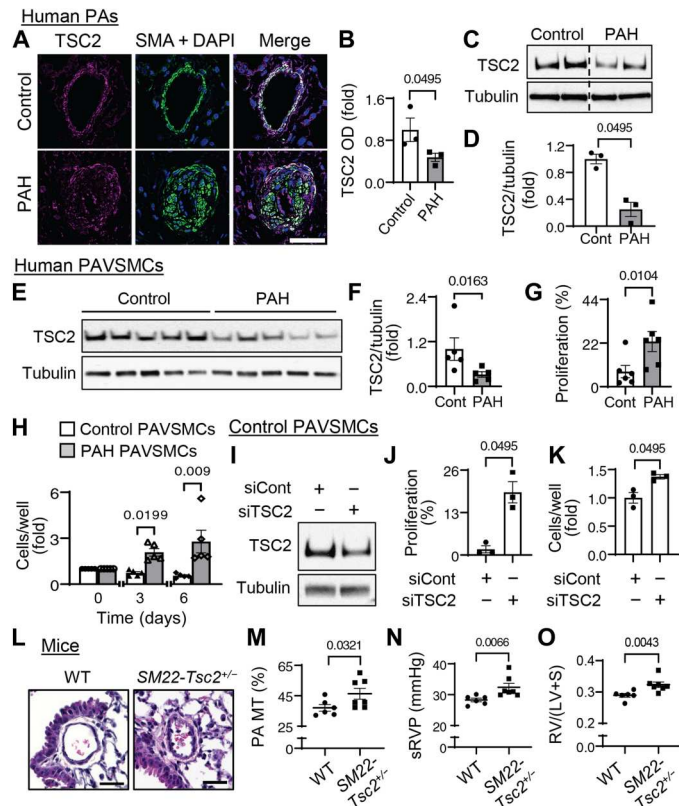 Human PAs
A
TSC2
SMA + DAPI
Merge
Control
PAH
B
TSC2 OD (fold)
1.6
0.8
0.0
0.0495
Control
PAH
C
Control
PAH
TSC2
Tubulin
D
TSC2/tubulin
(fold)
1.2
0.4
0.0
0.0495
Cont
PAH
Human PAVSMCs
E
Control
PAH
TSC2
Tubulin
F
TSC2/tubulin
(fold)
2.4
1.2
0.0
0.0163
Cont
PAH
G
Proliferation (%)
44
22
0
0.0104
Cont
PAH
H
Control PAVSMCs
PAH PAVSMCs
Cells/well
(fold)
6
3
0
0.0199
0.009
0
3
6
Time (days)
Control PAVSMCs
I
siCont
+
–
siTSC2
–
+
TSC2
Tubulin
J
Proliferation
(%)
26
13
0
0.0495
siCont
+
–
siTSC2
–
+
K
Cells/well
(fold)
1.5
1.0
0.5
0.0
0.0495
siCont
+
–
siTSC2
–
+
L
Mice
WT
SM22-Tsc2+/–
M
PA MT (%)
65
45
25
0
0.0321
WT
SM22-
Tsc2+/–
N
sRVP (mmHg)
40
30
20
0
0.0066
WT
SM22-
Tsc2+/–
O
RV/(LV+S)
0.4
0.3
0.2
0.0
0.0043
WT
SM22-
Tsc2+/–